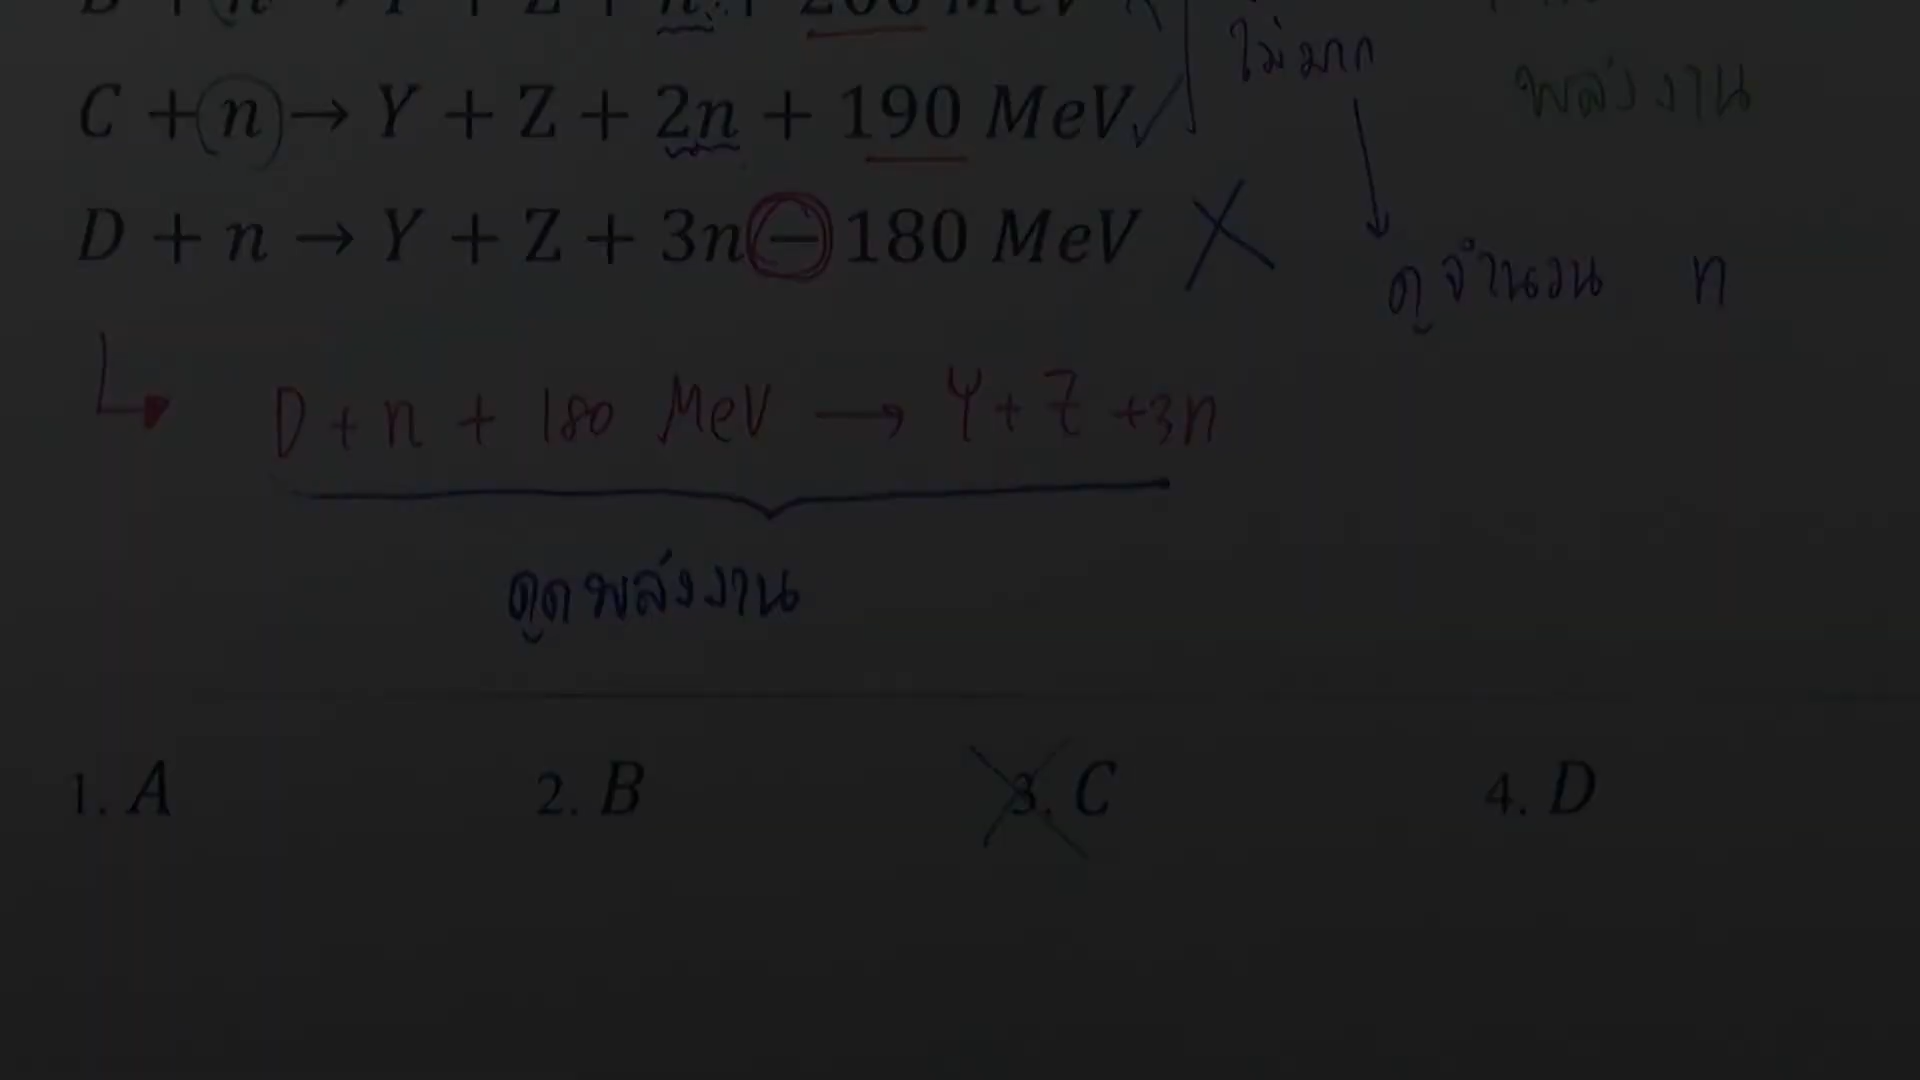 C + n → Y + Z + 2n + 190 MeV
ไม่มาก
พลังงาน
D + n → Y + Z + 3n − 180 MeV
ดูจำนวน n
D + n + 180 MeV → Y + Z + 3n
ดูดพลังงาน
1. A 2. B 3. C 4. D